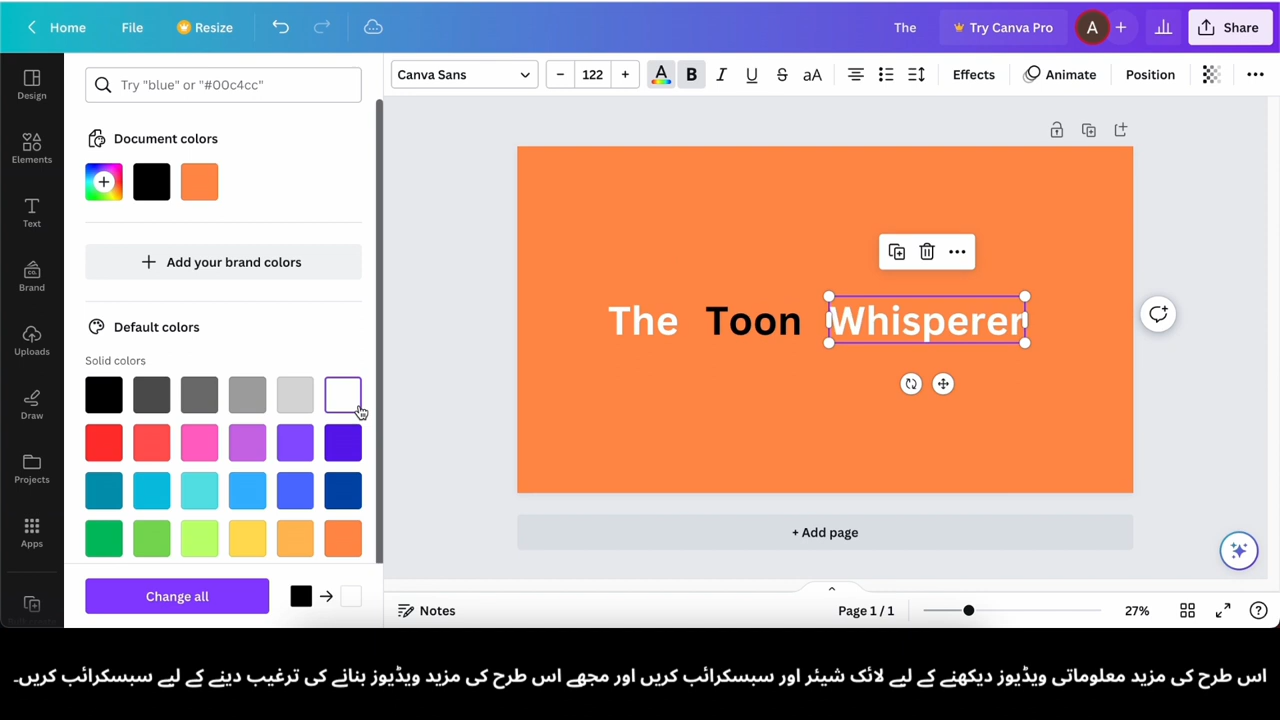 Home File Resize The Try Canva Pro A + Share
Design
Elements
Text
Brand
Uploads
Draw
Projects
Apps
Try "blue" or "#00c4cc"
Document colors
Add your brand colors
Default colors
Solid colors
Change all
Canva Sans 122 A B I U S aA Effects Animate Position
The Toon Whisperer
+ Add page
Notes Page 1 / 1 27%
اس طرح کی مزید معلوماتی ویڈیوز دیکھنے کے لیے لائک شیئر اور سبسکرائب کریں اور مجھے اس طرح کی مزید ویڈیوز بنانے کی ترغیب دینے کے لیے سبسکرائب کریں۔